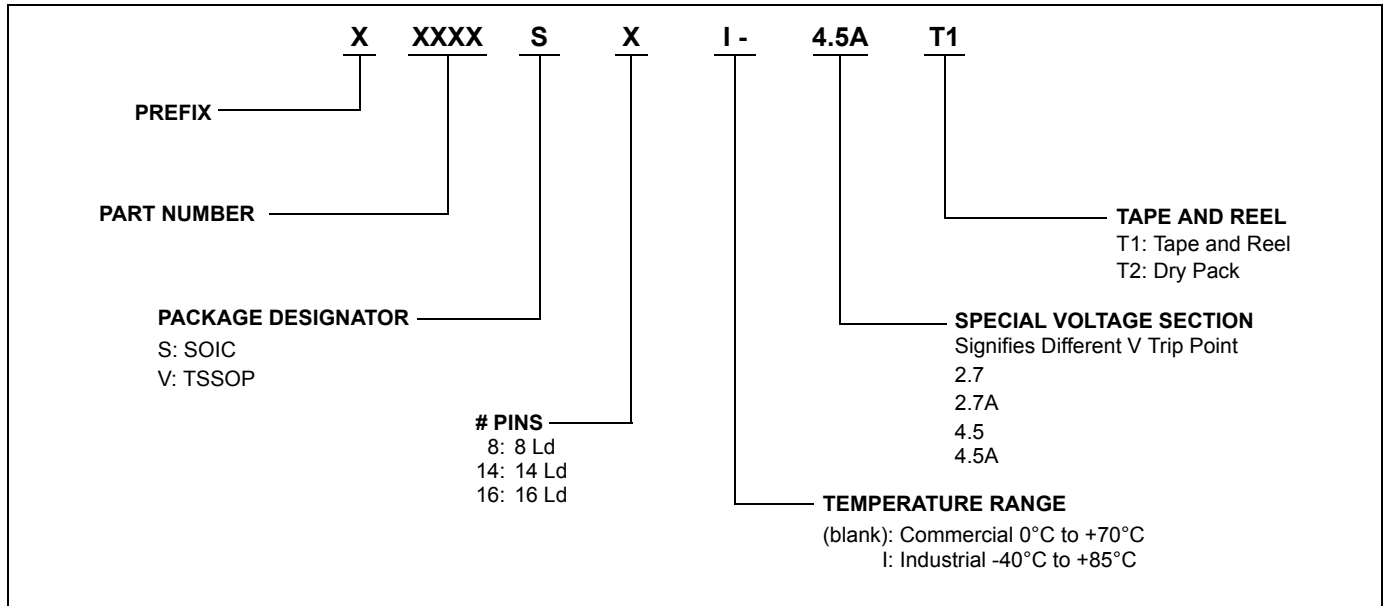 X XXXX S X I - 4.5A T1
PREFIX
PART NUMBER
TAPE AND REEL
T1: Tape and Reel
T2: Dry Pack
PACKAGE DESIGNATOR
S: SOIC
V: TSSOP
SPECIAL VOLTAGE SECTION
Signifies Different V Trip Point
2.7
2.7A
4.5
4.5A
# PINS
8: 8 Ld
14: 14 Ld
16: 16 Ld
TEMPERATURE RANGE
(blank): Commercial 0°C to +70°C
I: Industrial -40°C to +85°C